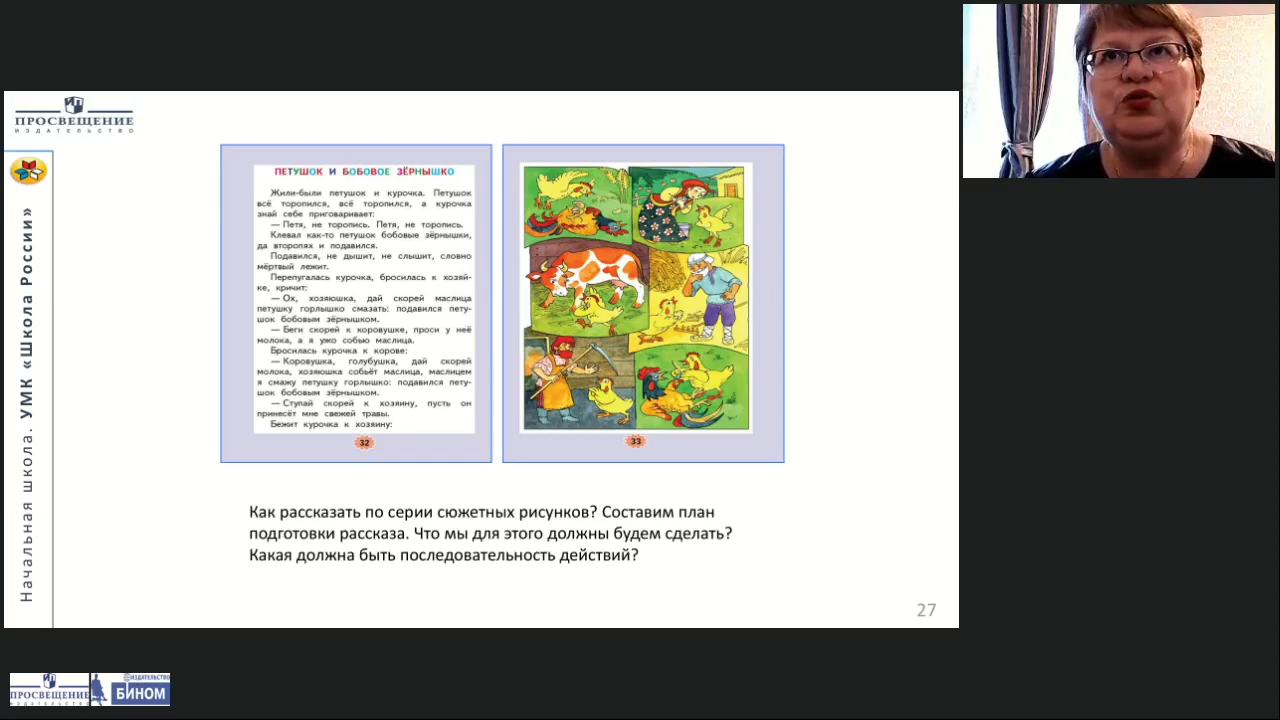 ПРОСВЕЩЕНИЕ
ИЗДАТЕЛЬСТВО
Начальная школа. УМК «Школа России»
ПЕТУШОК И БОБОВОЕ ЗЁРНЫШКО
Жили-были петушок и курочка. Петушок
всё торопился, всё торопился, а курочка
знай себе приговаривает:
— Петя, не торопись. Петя, не торопись.
Клевал как-то петушок бобовые зёрнышки,
да второпях и подавился.
Подавился, не дышит, не слышит, словно
мёртвый лежит.
Перепугалась курочка, бросилась к хозяй-
ке, кричит:
— Ох, хозяюшка, дай скорей маслица
петушку горлышко смазать: подавился пету-
шок бобовым зёрнышком.
— Беги скорей к коровушке, проси у неё
молока, а я ужо собью маслица.
Бросилась курочка к корове:
— Коровушка, голубушка, дай скорей
молока, хозяюшка собьёт маслица, маслицем
я смажу петушку горлышко: подавился пету-
шок бобовым зёрнышком.
— Ступай скорей к хозяину, пусть он
принесёт мне свежей травы.
Бежит курочка к хозяину:
32
33
Как рассказать по серии сюжетных рисунков? Составим план
подготовки рассказа. Что мы для этого должны будем сделать?
Какая должна быть последовательность действий?
27
ПРОСВЕЩЕНИЕ
ИЗДАТЕЛЬСТВО
ИЗДАТЕЛЬСТВО
БИНОМ